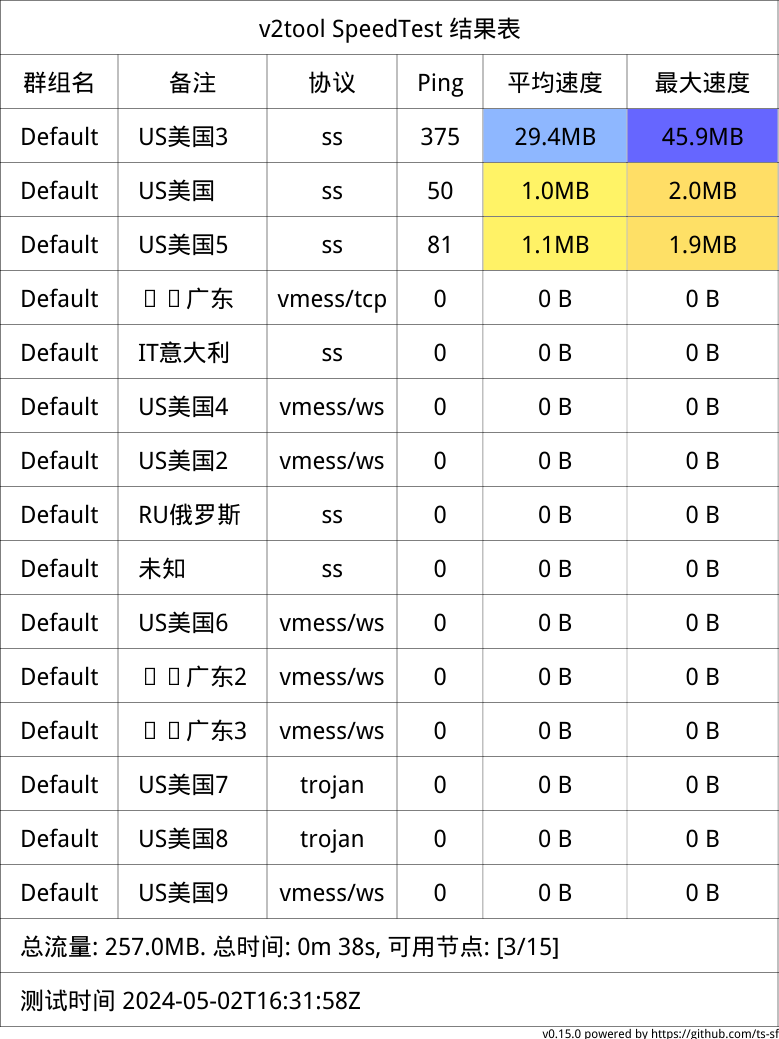 v2tool SpeedTest 结果表
群组名 备注 协议 Ping 平均速度 最大速度
Default US美国3 ss 375 29.4MB 45.9MB
Default US美国 ss 50 1.0MB 2.0MB
Default US美国5 ss 81 1.1MB 1.9MB
Default 广东 vmess/tcp 0 0 B 0 B
Default IT意大利 ss 0 0 B 0 B
Default US美国4 vmess/ws 0 0 B 0 B
Default US美国2 vmess/ws 0 0 B 0 B
Default RU俄罗斯 ss 0 0 B 0 B
Default 未知 ss 0 0 B 0 B
Default US美国6 vmess/ws 0 0 B 0 B
Default 广东2 vmess/ws 0 0 B 0 B
Default 广东3 vmess/ws 0 0 B 0 B
Default US美国7 trojan 0 0 B 0 B
Default US美国8 trojan 0 0 B 0 B
Default US美国9 vmess/ws 0 0 B 0 B
总流量: 257.0MB. 总时间: 0m 38s, 可用节点: [3/15]
测试时间 2024-05-02T16:31:58Z
v0.15.0 powered by https://github.com/ts-sf